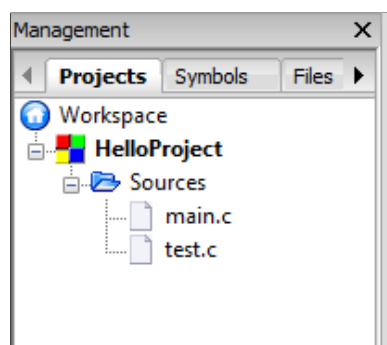 Management
Projects Symbols Files
Workspace
HelloProject
Sources
main.c
test.c